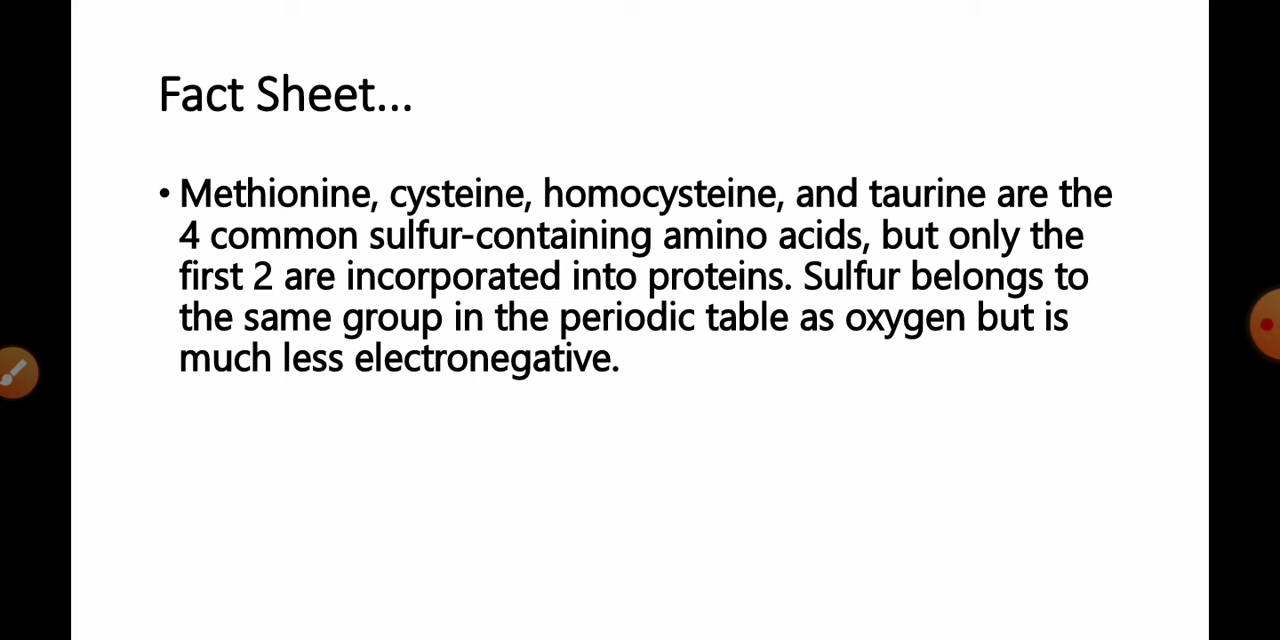 Fact Sheet...
• Methionine, cysteine, homocysteine, and taurine are the
4 common sulfur-containing amino acids, but only the
first 2 are incorporated into proteins. Sulfur belongs to
the same group in the periodic table as oxygen but is
much less electronegative.